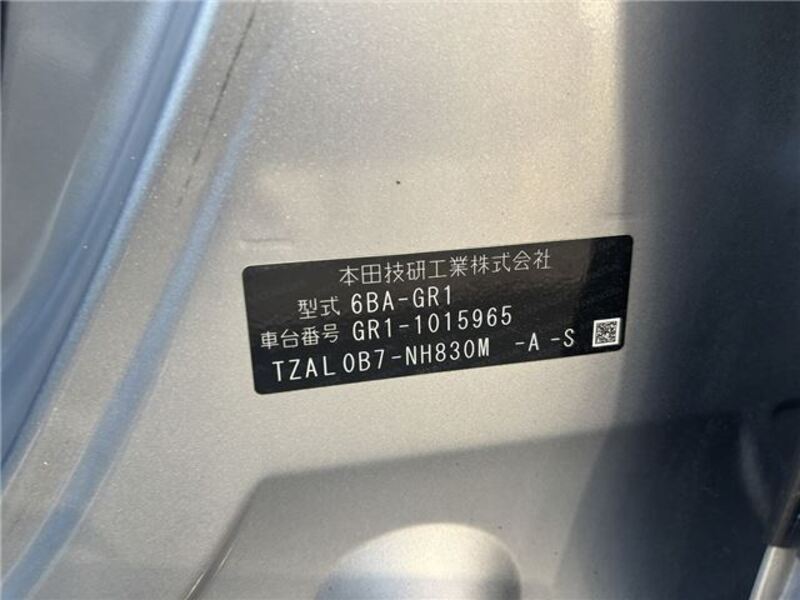 本田技研工業株式会社
型式 6BA-GR1
車台番号 GR1-1015965
TZAL0B7-NH830M -A -S